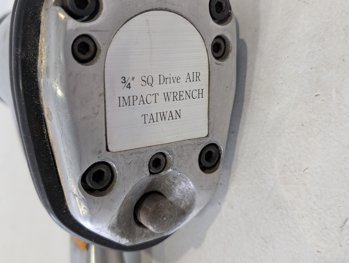 3/4" SQ Drive AIR
IMPACT WRENCH
TAIWAN